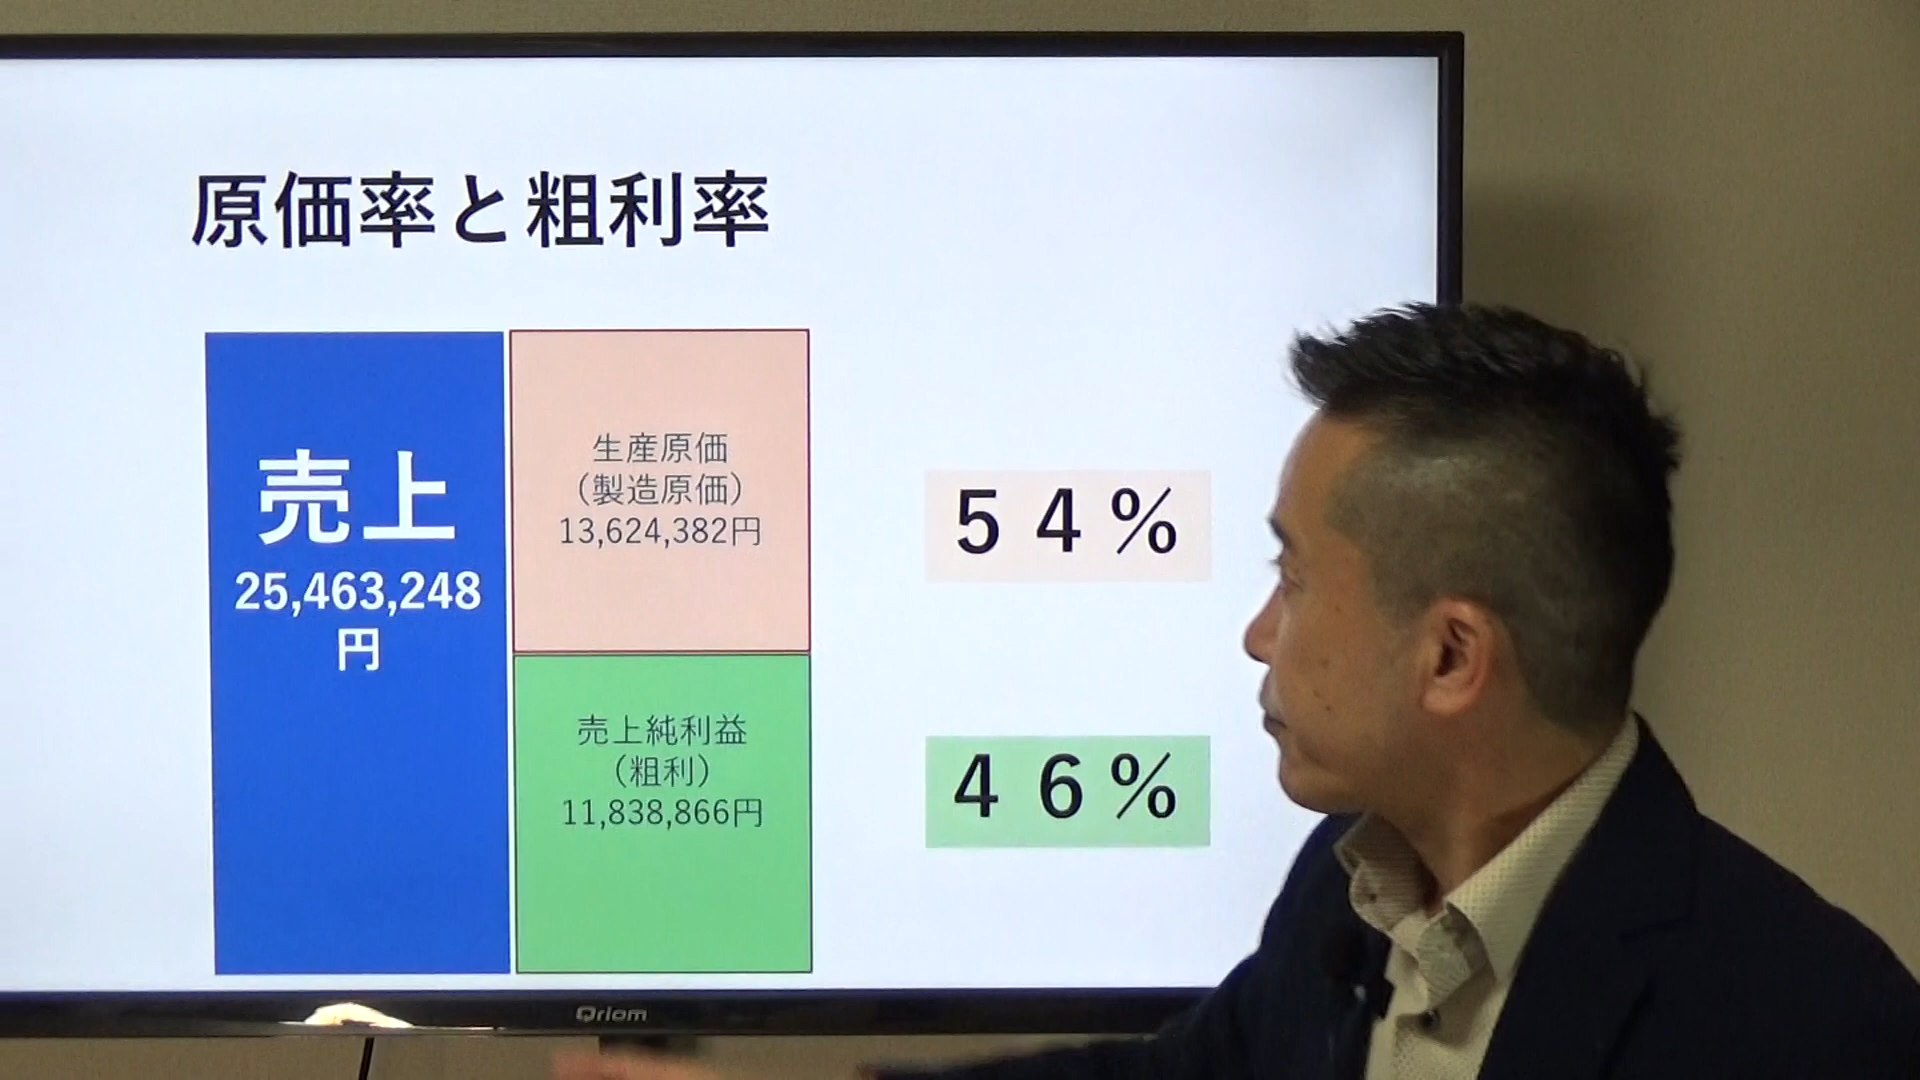 原価率と粗利率
売上
25,463,248
円
生産原価
（製造原価）
13,624,382円
５４％
売上純利益
（粗利）
11,838,866円
４６％
Qriom